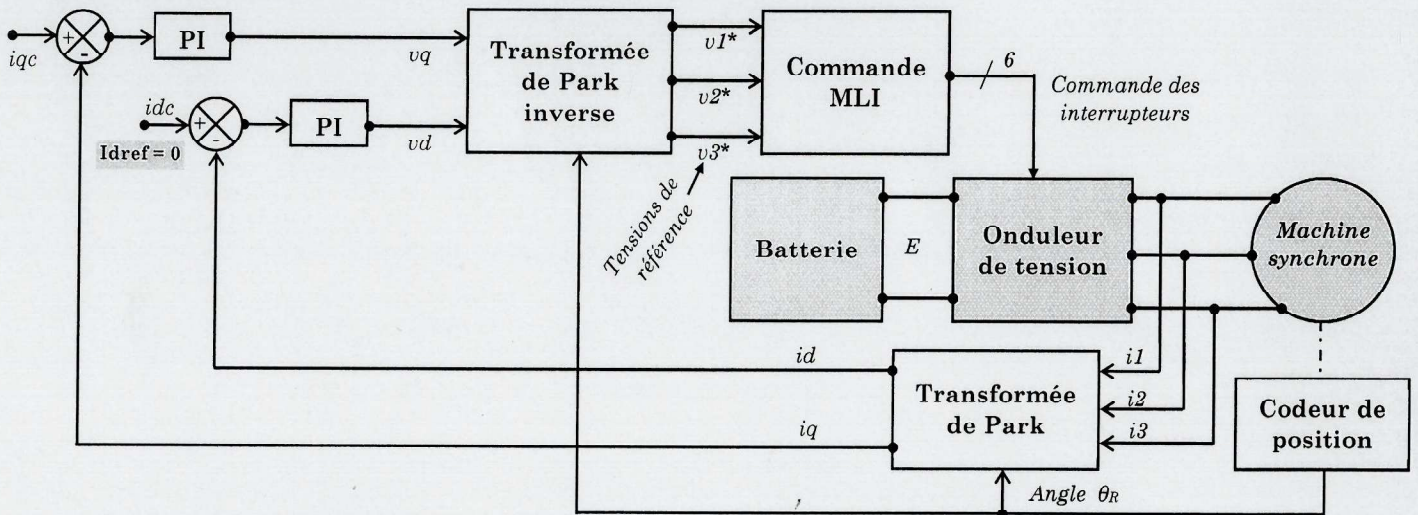 iqc
+
-
PI
vq
Transformée
de Park
inverse
v1*
v2*
v3*
Commande
MLI
6
Commande des
interrupteurs
idc
Idref = 0
+
-
PI
vd
Tensions de
référence
Batterie
E
Onduleur
de tension
Machine
synchrone
id
iq
Transformée
de Park
i1
i2
i3
Codeur de
position
Angle θR